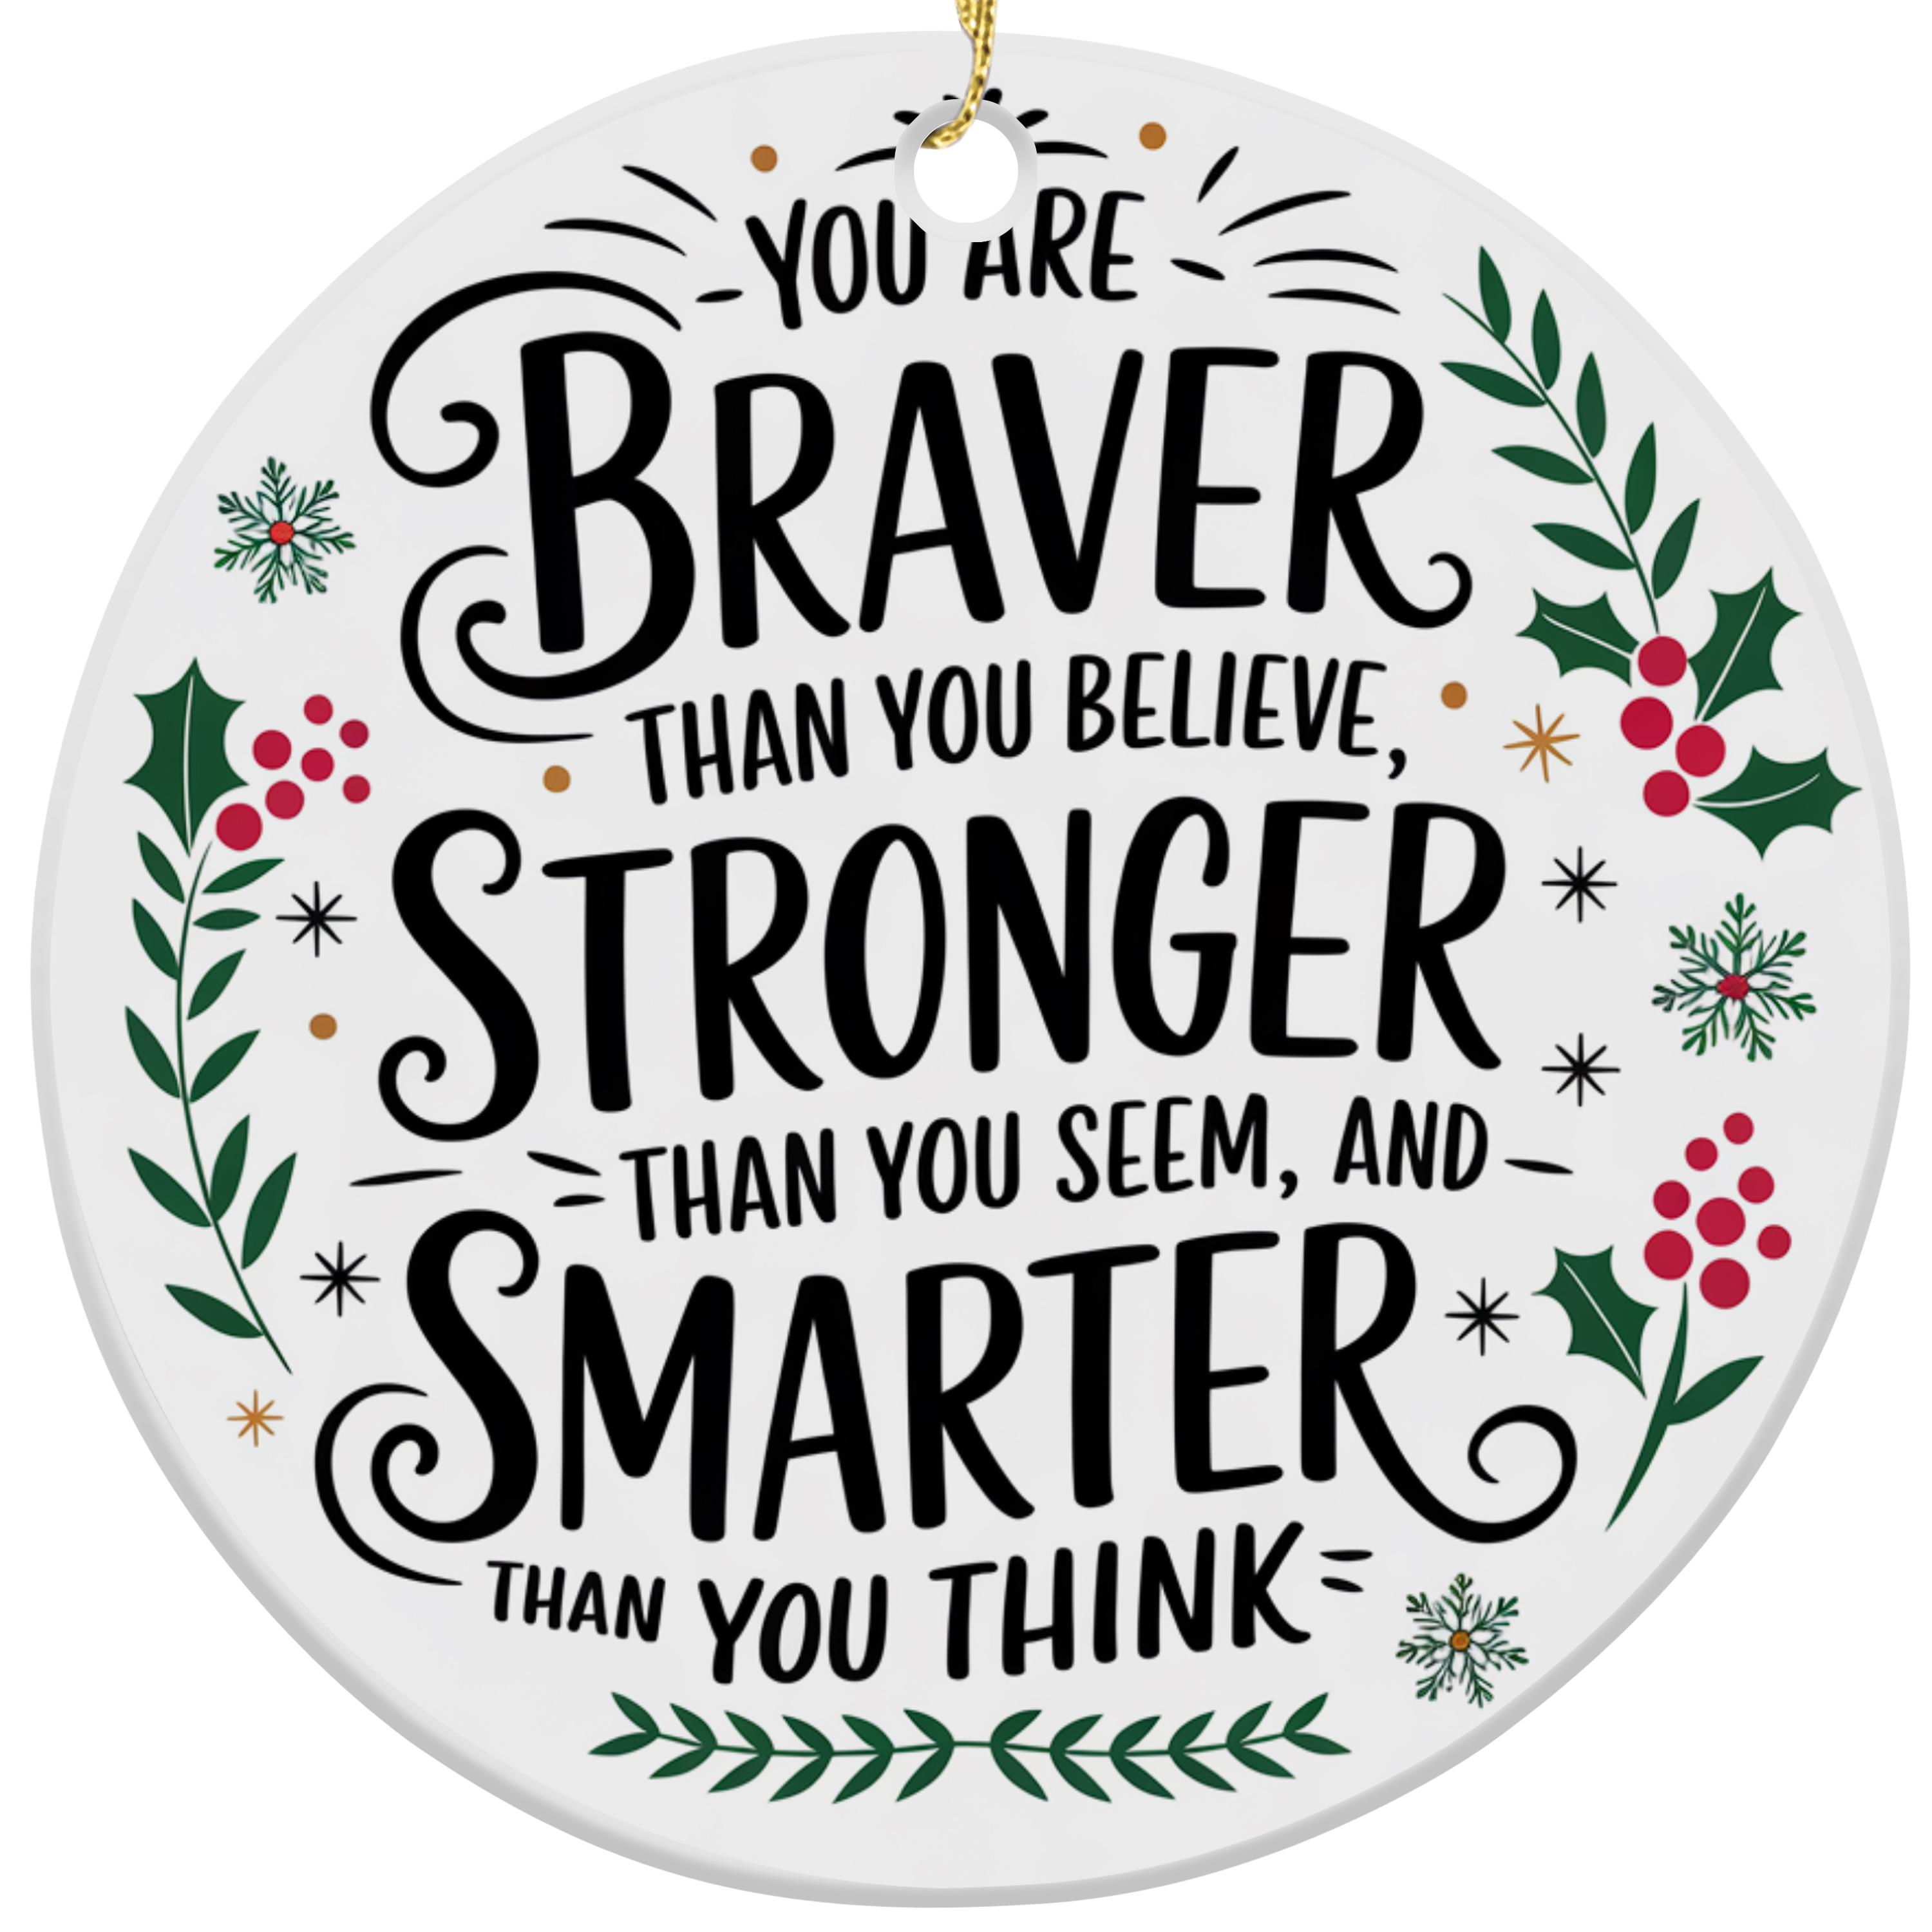 YOU ARE
BRAVER
THAN YOU BELIEVE,
STRONGER
THAN YOU SEEM, AND
SMARTER
THAN YOU THINK